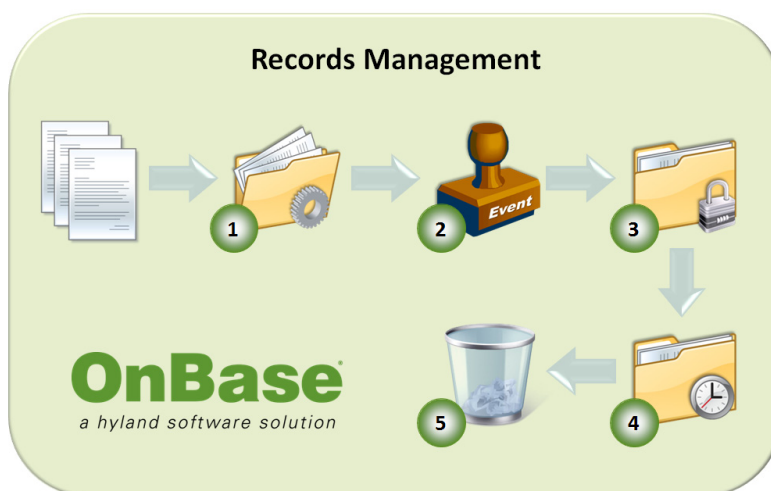 Records Management
1
2
Event
3
OnBase®
a hyland software solution
5
4